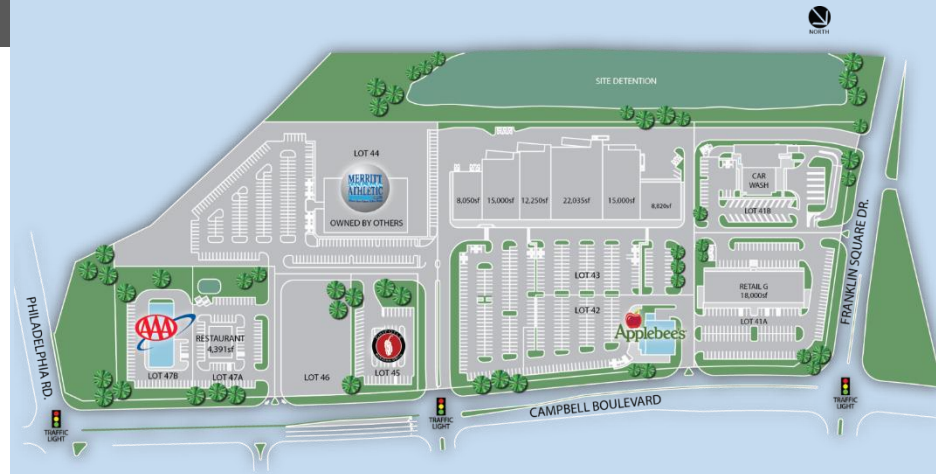 NORTH
SITE DETENTION
LOT 44
MERRITT
ATHLETIC
OWNED BY OTHERS
8,050sf
15,000sf
12,250sf
22,035sf
15,000sf
8,820sf
CAR
WASH
LOT 41B
LOT 43
LOT 42
RETAIL G
18,000sf
LOT 41A
FRANKLIN SQUARE DR.
PHILADELPHIA RD.
AAA
RESTAURANT
4,391sf
LOT 47B
LOT 47A
LOT 46
LOT 45
Applebee's
CAMPBELL BOULEVARD
TRAFFIC
LIGHT
TRAFFIC
LIGHT
TRAFFIC
LIGHT